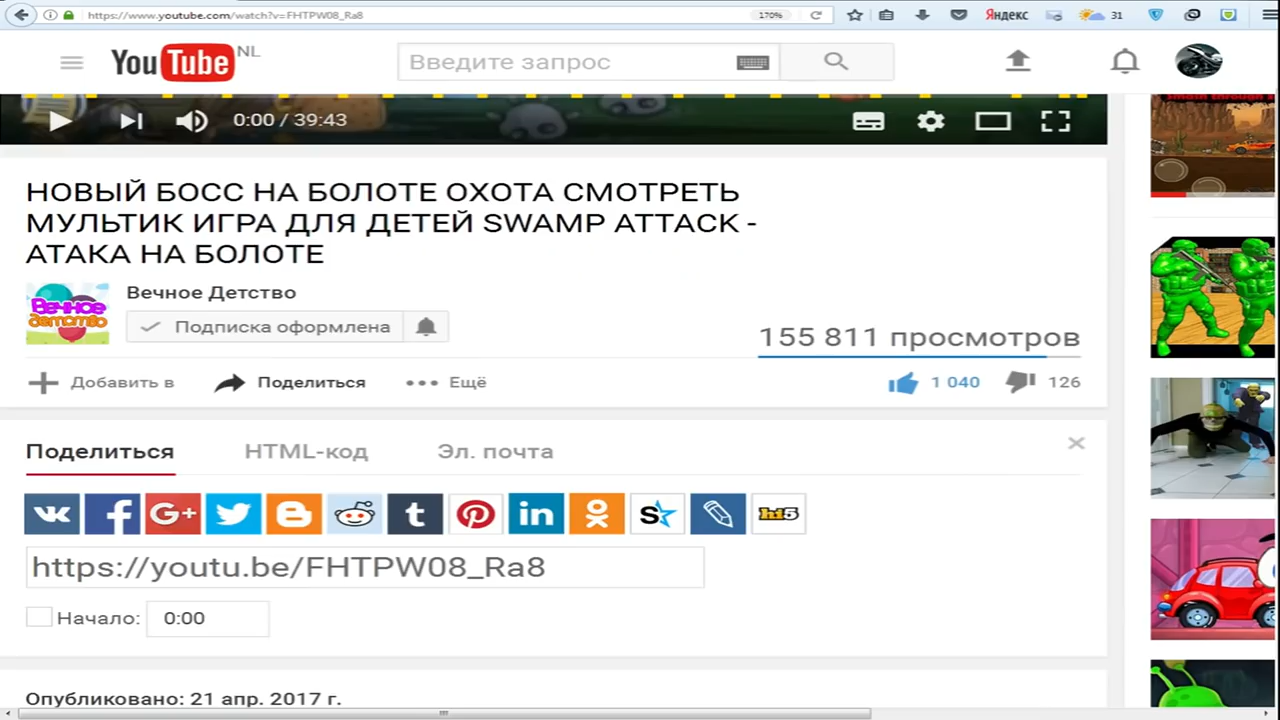 https://www.youtube.com/watch?v=FHTPW08_Ra8
170%
Яндекс
31
YouTube NL
Введите запрос
0:00 / 39:43
НОВЫЙ БОСС НА БОЛОТЕ ОХОТА СМОТРЕТЬ
МУЛЬТИК ИГРА ДЛЯ ДЕТЕЙ SWAMP ATTACK -
АТАКА НА БОЛОТЕ
Вечное Детство
Вечное
детство
Подписка оформлена
155 811 просмотров
Добавить в
Поделиться
Ещё
1 040
126
Поделиться
HTML-код
Эл. почта
hi5
https://youtu.be/FHTPW08_Ra8
Начало:
0:00
Опубликовано: 21 апр. 2017 г.